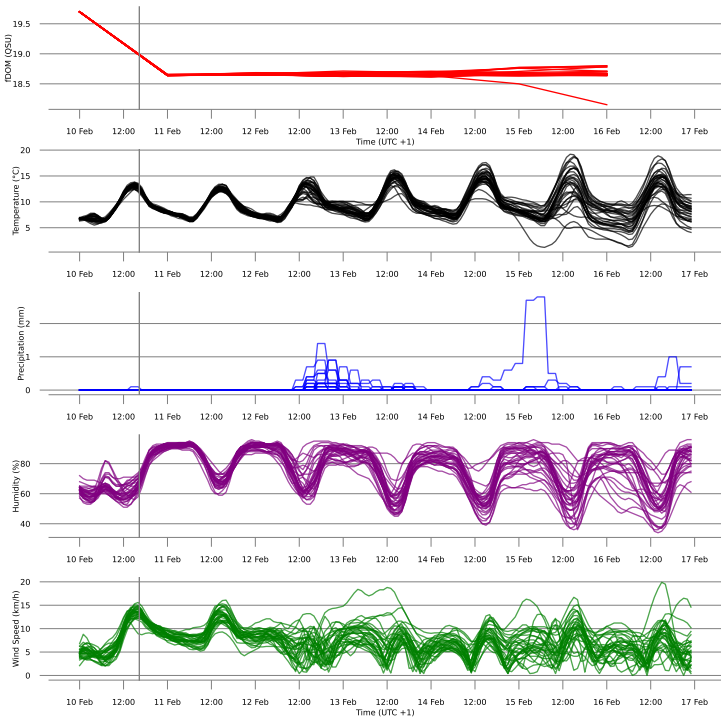 fDOM (QSU)
19.5
19.0
18.5
10 Feb 12:00 11 Feb 12:00 12 Feb 12:00 13 Feb 12:00 14 Feb 12:00 15 Feb 12:00 16 Feb 12:00 17 Feb
Time (UTC +1)
Temperature (°C)
20
15
10
5
10 Feb 12:00 11 Feb 12:00 12 Feb 12:00 13 Feb 12:00 14 Feb 12:00 15 Feb 12:00 16 Feb 12:00 17 Feb
Precipitation (mm)
2
1
0
10 Feb 12:00 11 Feb 12:00 12 Feb 12:00 13 Feb 12:00 14 Feb 12:00 15 Feb 12:00 16 Feb 12:00 17 Feb
Humidity (%)
80
60
40
10 Feb 12:00 11 Feb 12:00 12 Feb 12:00 13 Feb 12:00 14 Feb 12:00 15 Feb 12:00 16 Feb 12:00 17 Feb
Wind Speed (km/h)
20
15
10
5
0
10 Feb 12:00 11 Feb 12:00 12 Feb 12:00 13 Feb 12:00 14 Feb 12:00 15 Feb 12:00 16 Feb 12:00 17 Feb
Time (UTC +1)